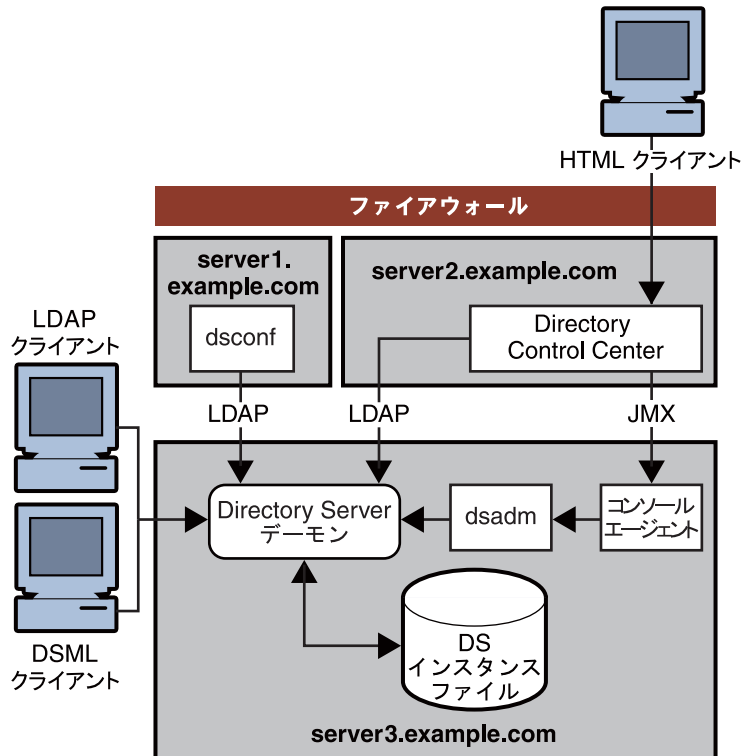 HTML クライアント
ファイアウォール
server1.
example.com
dsconf
server2.example.com
Directory
Control Center
LDAP
クライアント
LDAP
LDAP
JMX
Directory Server
デーモン
dsadm
コンソール
エージェント
DS
インスタンス
ファイル
DSML
クライアント
server3.example.com